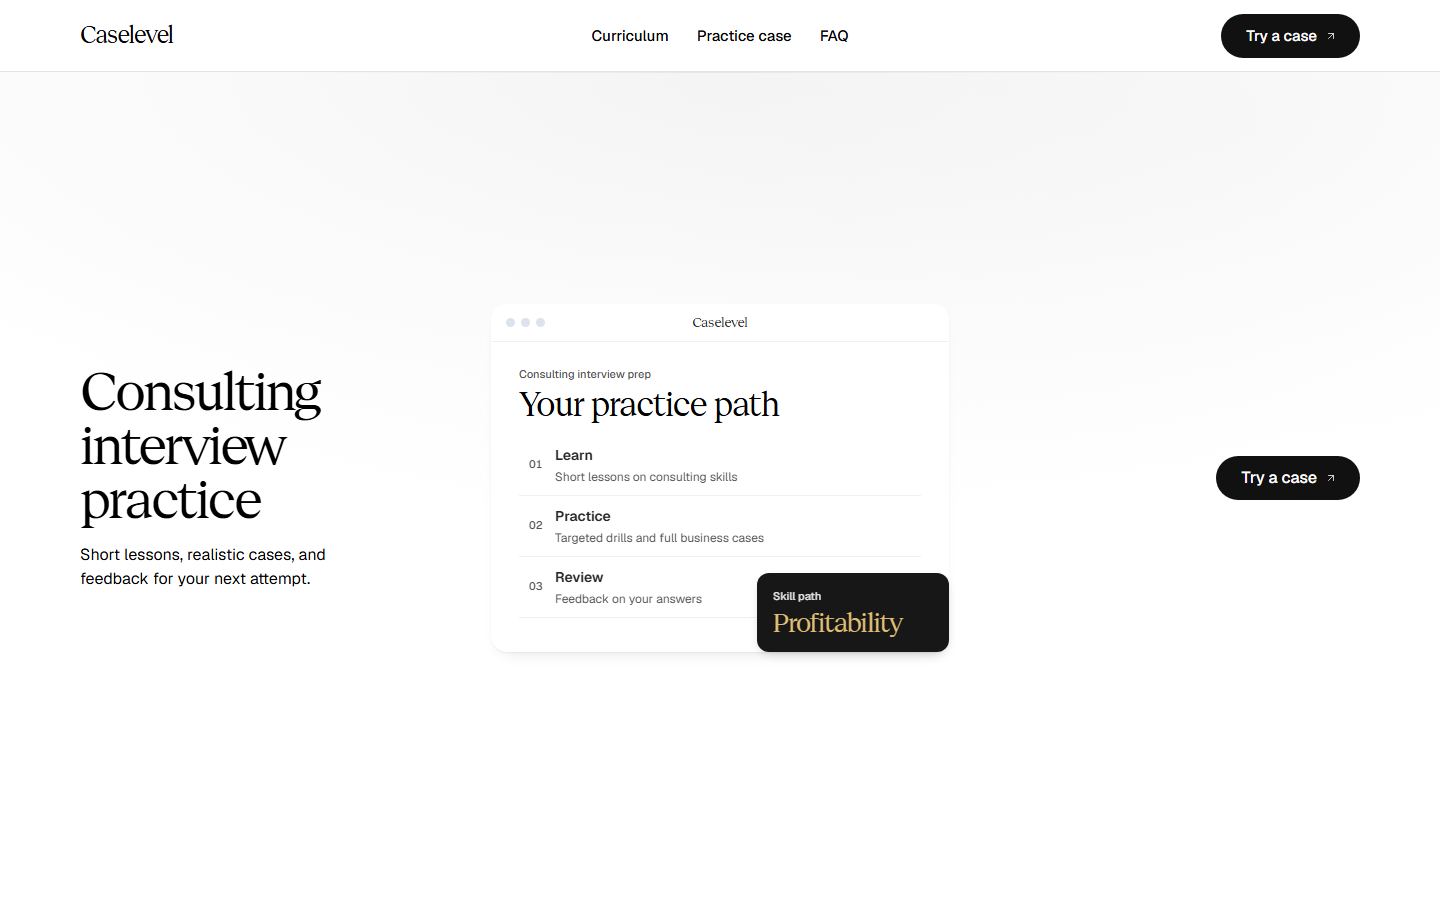 Caselevel
Curriculum
Practice case
FAQ
Try a case
Consulting
interview
practice
Short lessons, realistic cases, and
feedback for your next attempt.
Caselevel
Consulting interview prep
Your practice path
01
Learn
Short lessons on consulting skills
02
Practice
Targeted drills and full business cases
03
Review
Feedback on your answers
Skill path
Profitability
Try a case